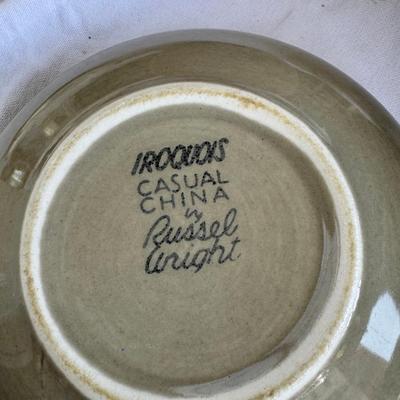 IROQUOIS
CASUAL
CHINA
by
Russel
Wright